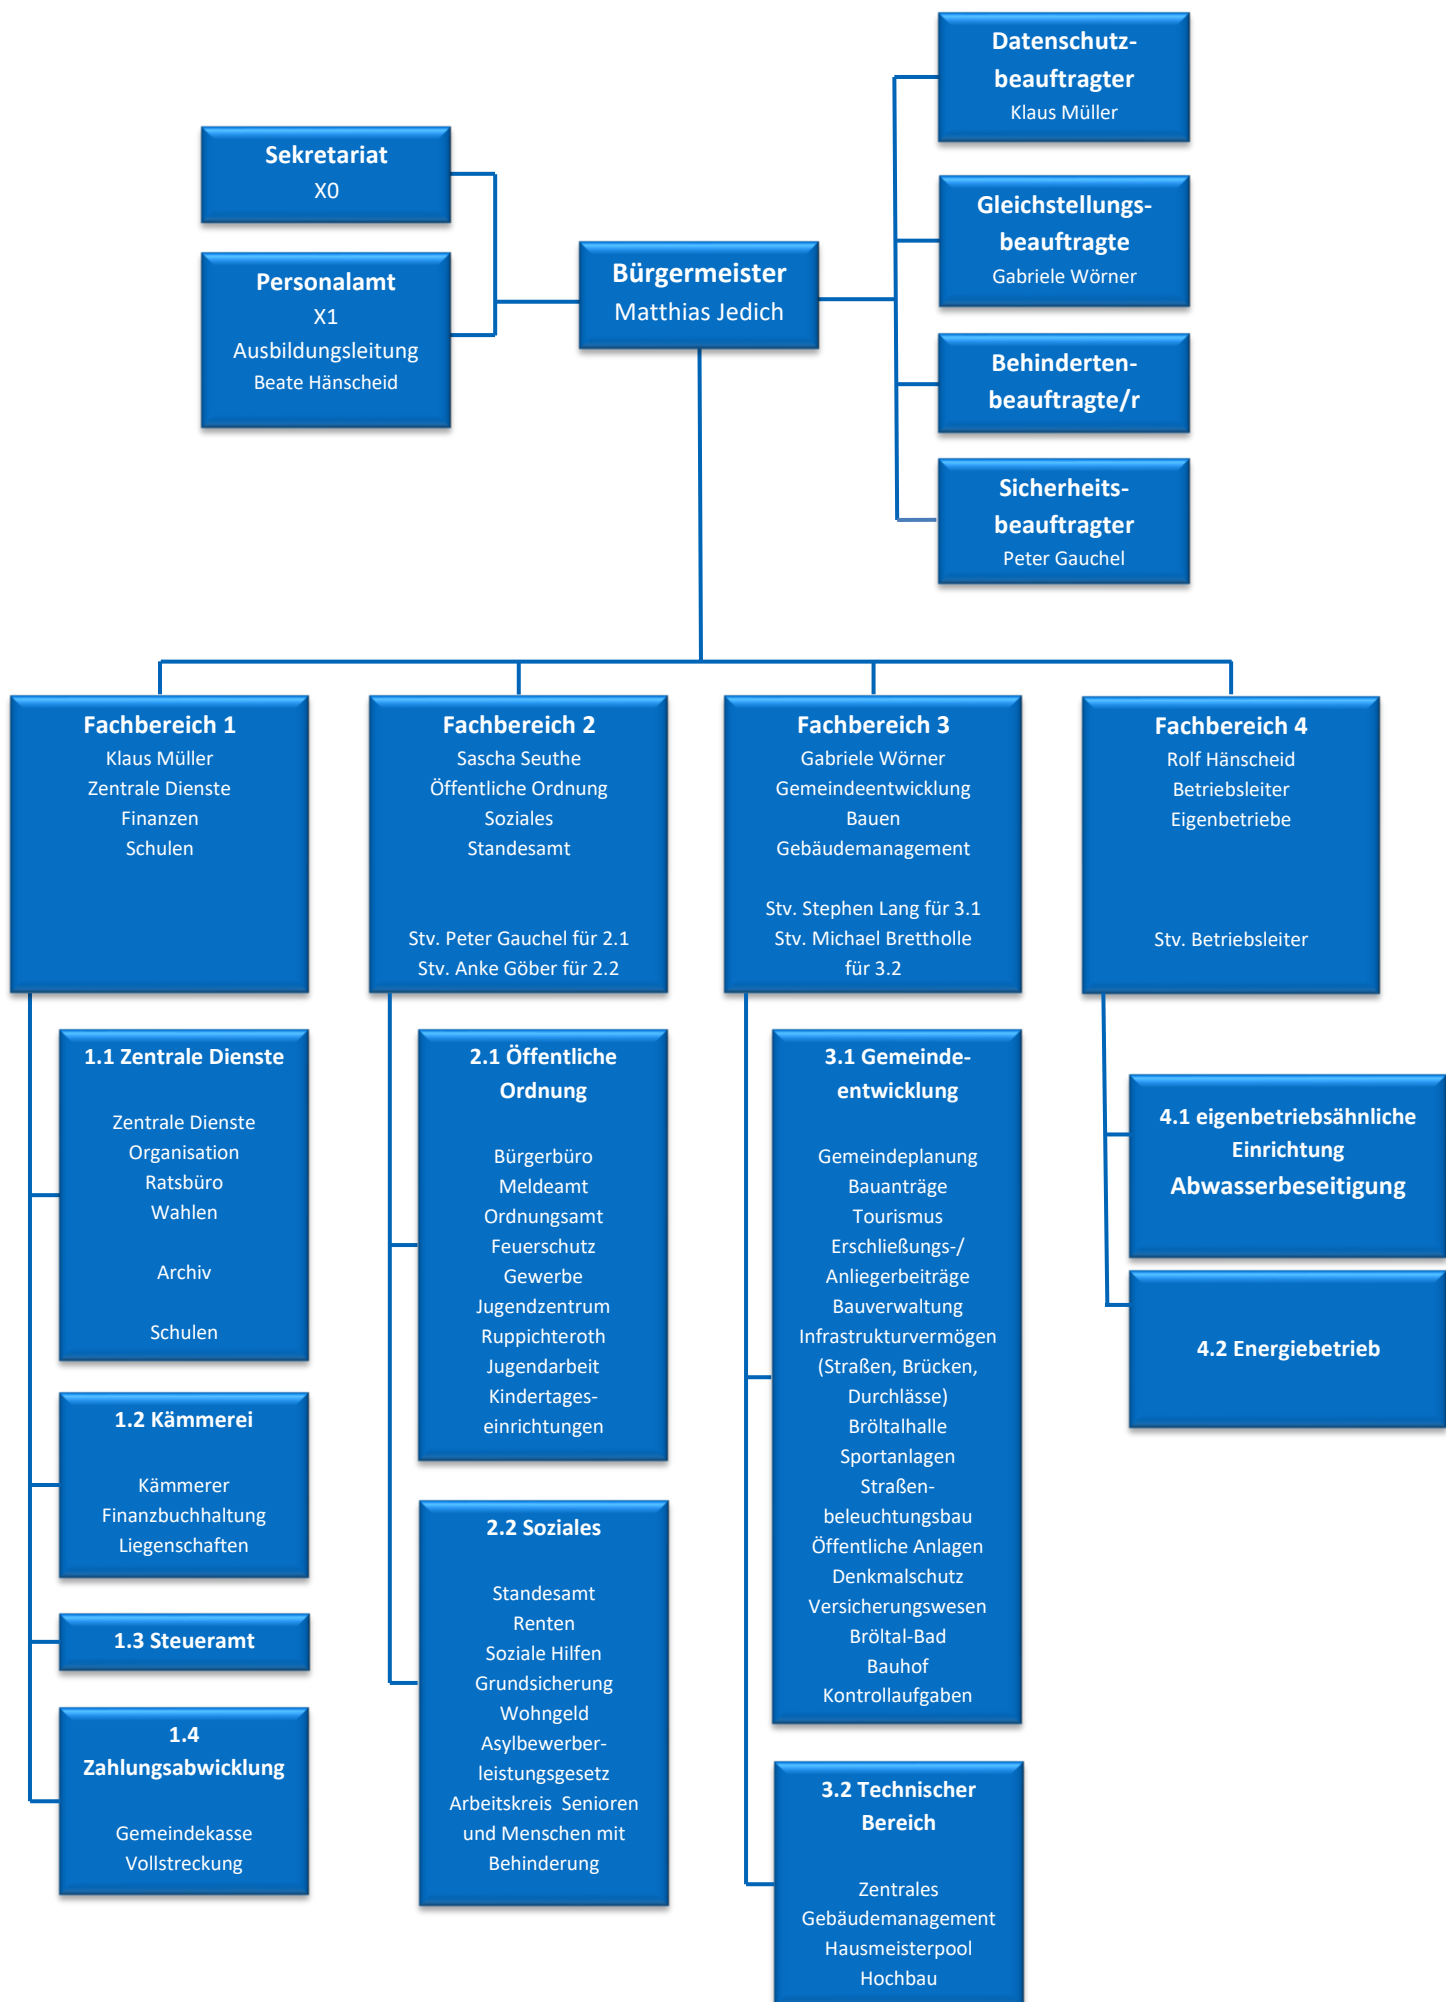 Datenschutz-
beauftragter
Klaus Müller
Sekretariat
X0
Gleichstellungs-
beauftragte
Gabriele Wörner
Personalamt
X1
Ausbildungsleitung
Beate Hänscheid
Bürgermeister
Matthias Jedich
Behinderten-
beauftragte/r
Sicherheits-
beauftragter
Peter Gauchel
Fachbereich 1
Klaus Müller
Zentrale Dienste
Finanzen
Schulen
Fachbereich 2
Sascha Seuthe
Öffentliche Ordnung
Soziales
Standesamt
Stv. Peter Gauchel für 2.1
Stv. Anke Göber für 2.2
Fachbereich 3
Gabriele Wörner
Gemeindeentwicklung
Bauen
Gebäudemanagement
Stv. Stephen Lang für 3.1
Stv. Michael Brettholle
für 3.2
Fachbereich 4
Rolf Hänscheid
Betriebsleiter
Eigenbetriebe
Stv. Betriebsleiter
1.1 Zentrale Dienste
Zentrale Dienste
Organisation
Ratsbüro
Wahlen
Archiv
Schulen
1.2 Kämmerei
Kämmerer
Finanzbuchhaltung
Liegenschaften
1.3 Steueramt
1.4
Zahlungsabwicklung
Gemeindekasse
Vollstreckung
2.1 Öffentliche
Ordnung
Bürgerbüro
Meldeamt
Ordnungsamt
Feuerschutz
Gewerbe
Jugendzentrum
Ruppichteroth
Jugendarbeit
Kindertages-
einrichtungen
2.2 Soziales
Standesamt
Renten
Soziale Hilfen
Grundsicherung
Wohngeld
Asylbewerber-
leistungsgesetz
Arbeitskreis  Senioren
und Menschen mit
Behinderung
3.1 Gemeinde-
entwicklung
Gemeindeplanung
Bauanträge
Tourismus
Erschließungs-/
Anliegerbeiträge
Bauverwaltung
Infrastrukturvermögen
(Straßen, Brücken,
Durchlässe)
Bröltalhalle
Sportanlagen
Straßen-
beleuchtungsbau
Öffentliche Anlagen
Denkmalschutz
Versicherungswesen
Bröltal-Bad
Bauhof
Kontrollaufgaben
3.2 Technischer
Bereich
Zentrales
Gebäudemanagement
Hausmeisterpool
Hochbau
4.1 eigenbetriebsähnliche
Einrichtung
Abwasserbeseitigung
4.2 Energiebetrieb